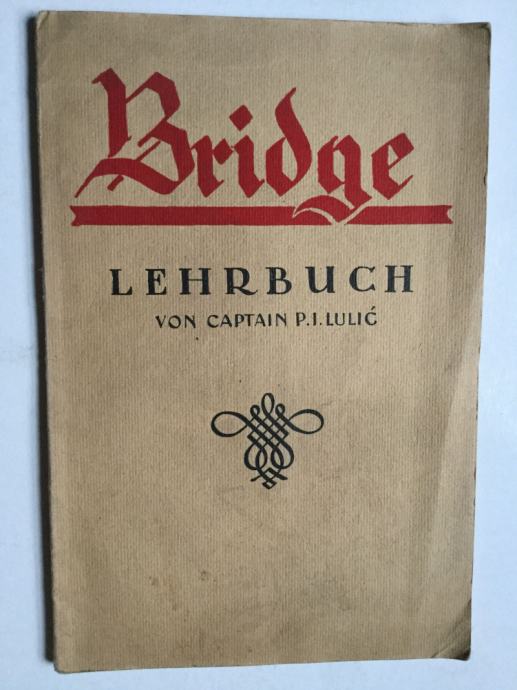 Bridge
LEHRBUCH
VON CAPTAIN P.I.LULIĆ